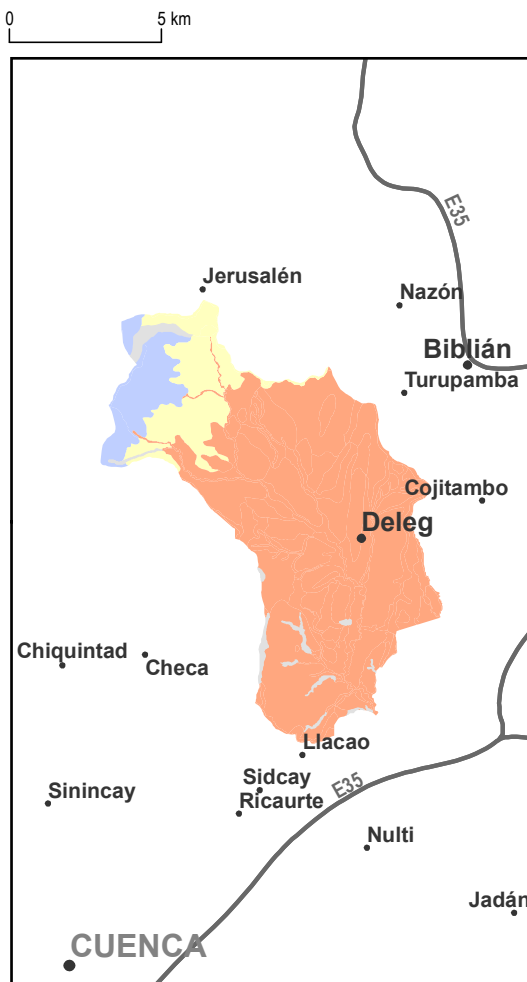 0 5 km
E35
Jerusalén
Nazón
Biblián
Turupamba
Cojitambo
Deleg
Chiquintad
Checa
Llacao
Sidcay
E35
Sinincay
Ricaurte
Nulti
Jadán
CUENCA